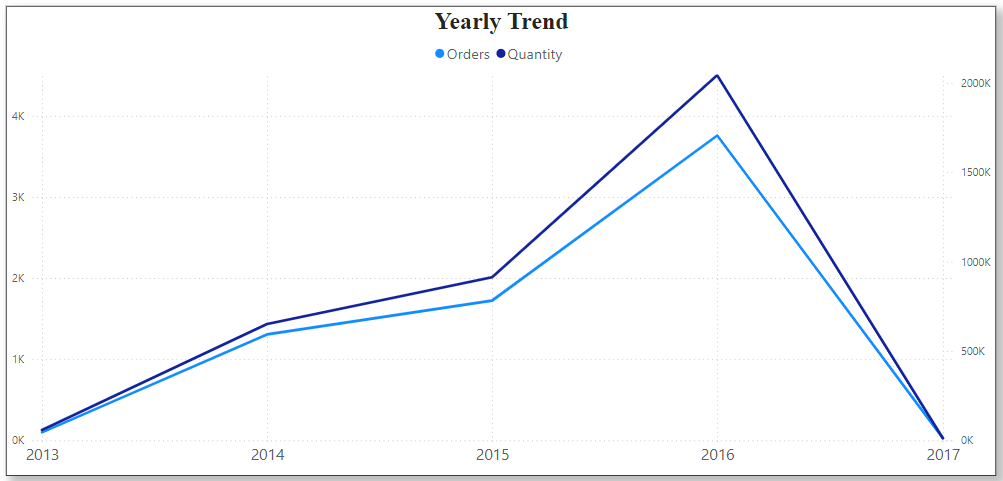 Yearly Trend
Orders Quantity
4K
3K
2K
1K
0K
2000K
1500K
1000K
500K
0K
2013 2014 2015 2016 2017